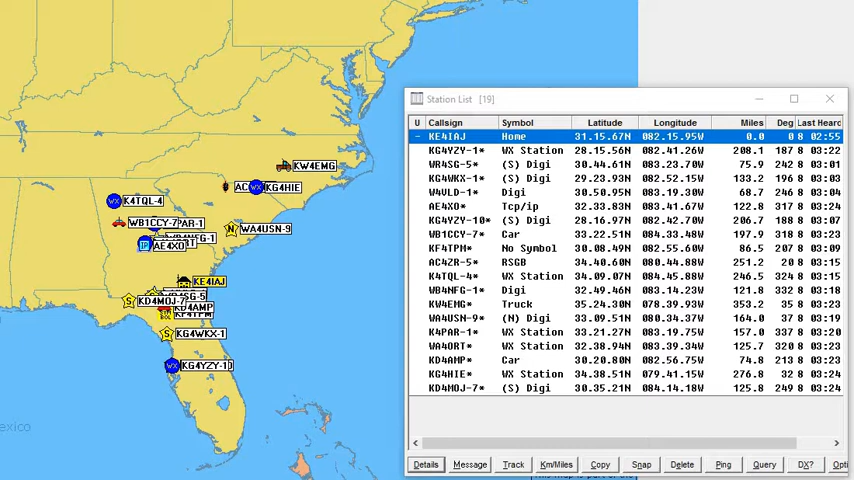 KW4EMG
AC
KG4HIE
K4TQL-4
WB1CCY-7
PAR-1
WA4USN-9
NFG-1
RT
AE4XO
KE4IAJ
SG-5
KD4MOJ-7
KD4AMP
KF4TPM
KG4WKX-1
KG4YZY-10
exico
Station List [19]
U Callsign Symbol Latitude Longitude Miles Deg Last Heard
– KE4IAJ Home 31.15.67N 082.15.95W 0.0 0 8 02:55
KG4YZY-1* WX Station 28.15.56N 082.41.26W 208.1 187 8 03:22
WR4SG-5* (S) Digi 30.44.61N 083.23.70W 75.9 242 8 03:01
KG4WKX-1* (S) Digi 29.23.83N 082.52.00W 133.2 196 8 03:03
W4VLD-1* Digi 30.50.95N 083.19.30W 68.7 246 8 03:04
AE4XO* Tcp/ip 32.33.43N 083.40.34W 122.8 317 8 03:24
KG4YZY-10* (S) Digi 28.16.97N 082.42.70W 206.7 188 8 03:07
WB1CCY-7* Car 33.22.51N 084.33.48W 197.9 318 8 03:23
KF4TPM* No Symbol 30.08.49N 082.55.60W 86.5 207 8 03:09
AC4ZR-5* RSGB 34.40.60N 080.44.88W 251.2 20 8 03:15
K4TQL-4* WX Station 34.09.07N 084.45.85W 246.5 324 8 03:15
WB4NFG-1* Digi 32.49.46N 083.28.14W 121.8 332 8 03:18
KW4EMG* Truck 35.24.30N 078.39.93W 353.2 35 8 03:23
WA4USN-9* (N) Digi 33.09.51N 080.34.37W 164.0 37 8 03:19
K4PAR-1* WX Station 33.21.27N 083.19.75W 157.0 337 8 03:20
WA4ORT* WX Station 32.38.94N 083.39.34W 125.7 320 8 03:23
KD4AMP* Car 30.20.80N 082.56.75W 74.8 213 8 03:23
KG4HIE* WX Station 34.38.51N 079.41.15W 276.8 32 8 03:24
KD4MOJ-7* (S) Digi 30.35.21N 084.14.18W 125.8 249 8 03:24
Details Message Track Km/Miles Copy Snap Delete Ping Query DX? Opti